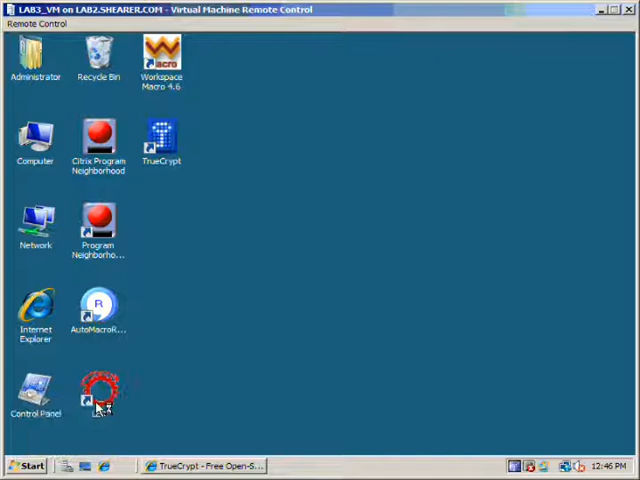 LAB3_VM on LAB2.SHEARER.COM - Virtual Machine Remote Control
Remote Control
Administrator
Recycle Bin
Workspace
Macro 4.6
Computer
Citrix Program
Neighborhood
TrueCrypt
Network
Program
Neighborho...
Internet
Explorer
AutoMacroR...
Control Panel
Start
TrueCrypt - Free Open-S...
12:46 PM